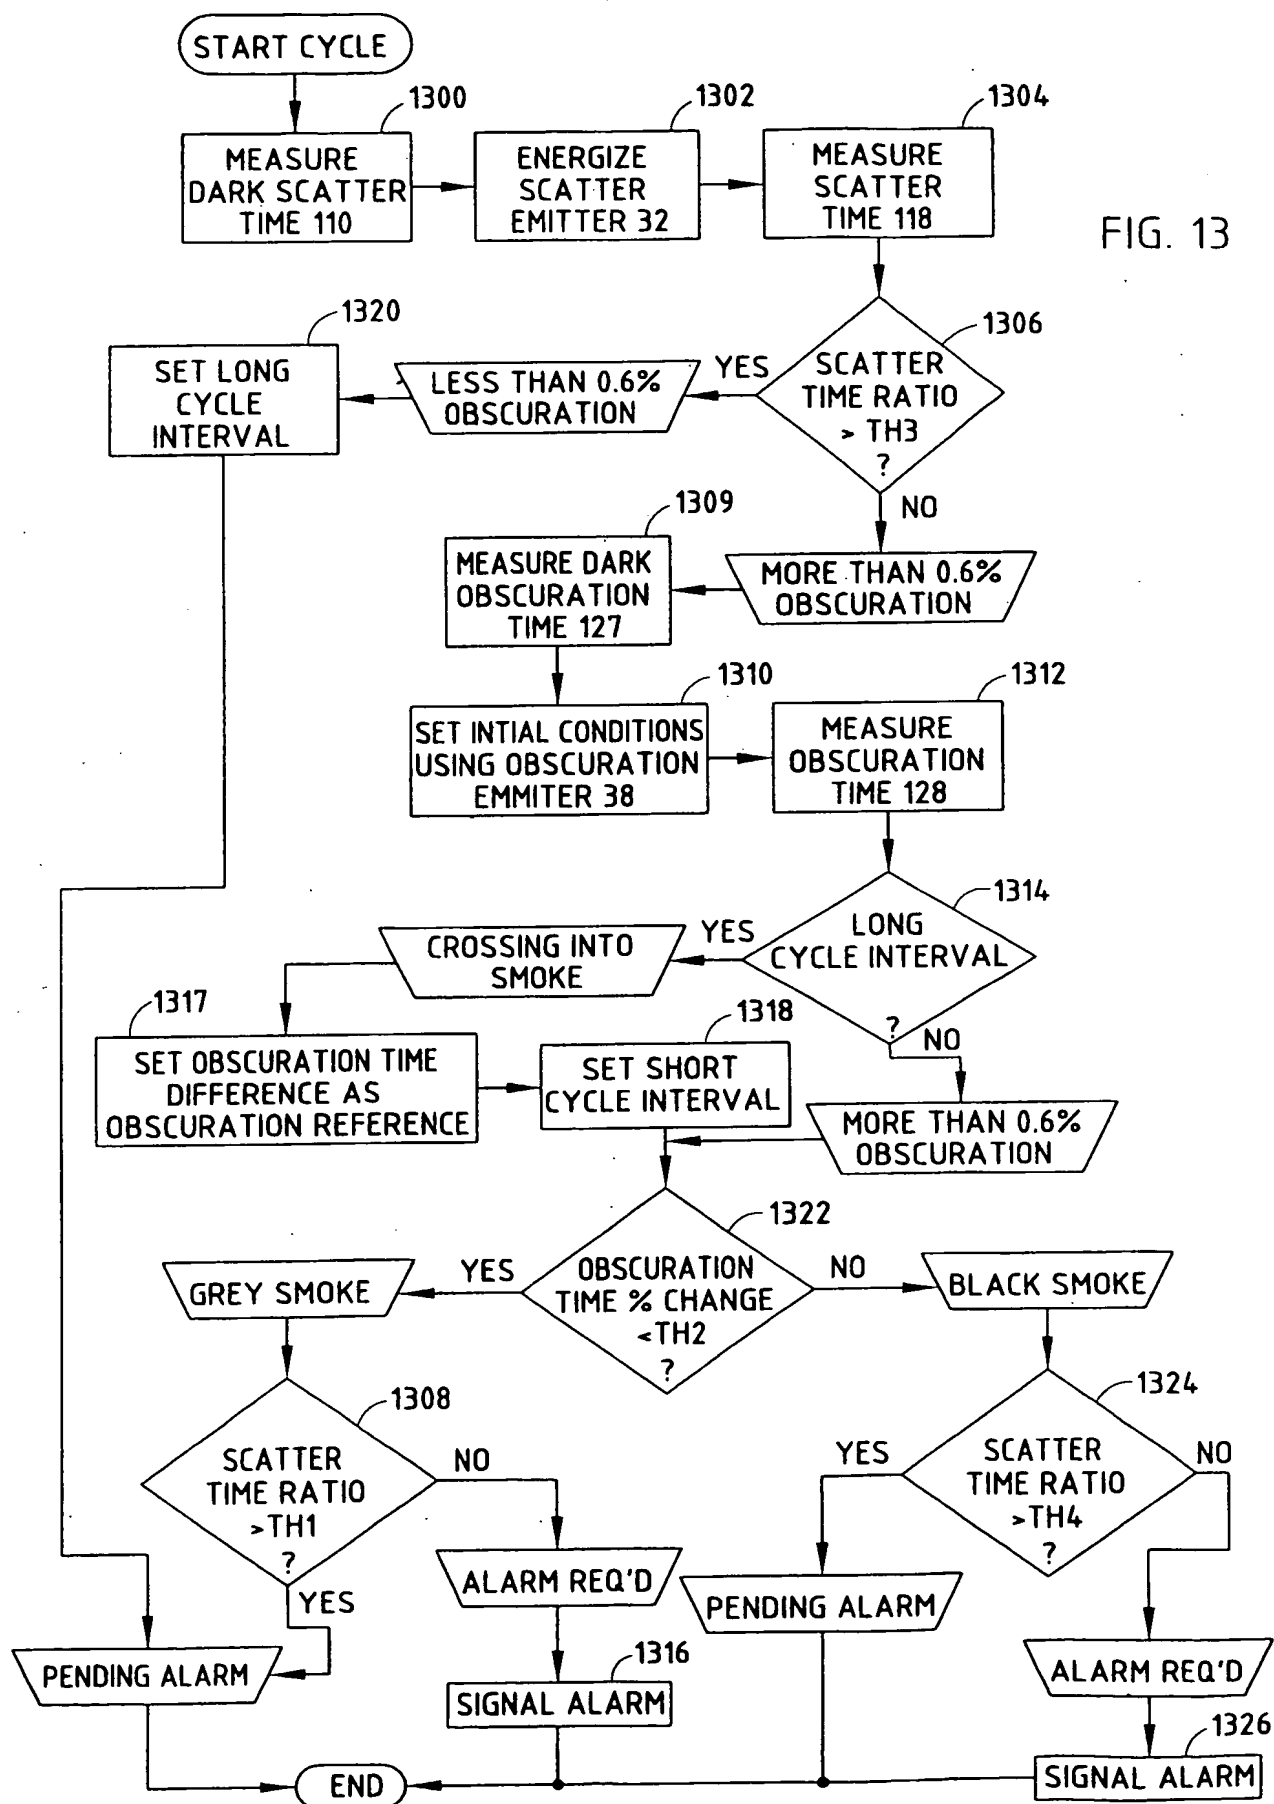 START CYCLE
1300
MEASURE
DARK SCATTER
TIME 110
1302
ENERGIZE
SCATTER
EMITTER 32
1304
MEASURE
SCATTER
TIME 118
FIG. 13
1306
SCATTER
TIME RATIO
> TH3
?
YES
LESS THAN 0.6%
OBSCURATION
1320
SET LONG
CYCLE
INTERVAL
NO
MORE THAN 0.6%
OBSCURATION
1309
MEASURE DARK
OBSCURATION
TIME 127
1310
SET INTIAL CONDITIONS
USING OBSCURATION
EMMITER 38
1312
MEASURE
OBSCURATION
TIME 128
1314
LONG
CYCLE INTERVAL
?
YES
CROSSING INTO
SMOKE
1317
SET OBSCURATION TIME
DIFFERENCE AS
OBSCURATION REFERENCE
1318
SET SHORT
CYCLE INTERVAL
NO
MORE THAN 0.6%
OBSCURATION
1322
OBSCURATION
TIME % CHANGE
<TH2
?
YES
GREY SMOKE
NO
BLACK SMOKE
1308
SCATTER
TIME RATIO
>TH1
?
YES
PENDING ALARM
NO
ALARM REQ'D
1316
SIGNAL ALARM
1324
SCATTER
TIME RATIO
>TH4
?
YES
PENDING ALARM
NO
ALARM REQ'D
1326
SIGNAL ALARM
END